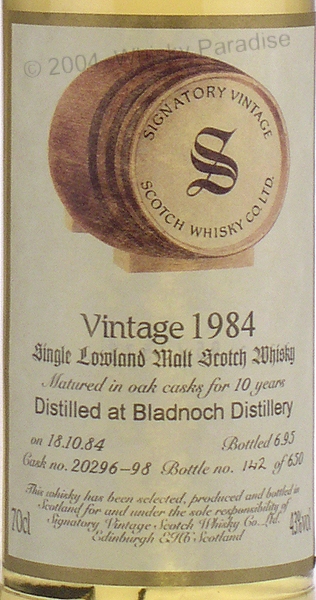 © 2004, Whisky Paradise
SIGNATORY VINTAGE
S
SCOTCH WHISKY CO. LTD.
Vintage 1984
Single Lowland Malt Scotch Whisky
Matured in oak casks for 10 years
Distilled at Bladnoch Distillery
on 18.10.84 Bottled 6.95
Cask no. 20296-98 Bottle no. 142 of 650
This whisky has been selected, produced and bottled in
Scotland for and under the sole responsibility of
70cl Signatory Vintage Scotch Whisky Co. Ltd. 43%vol
Edinburgh EH6 Scotland